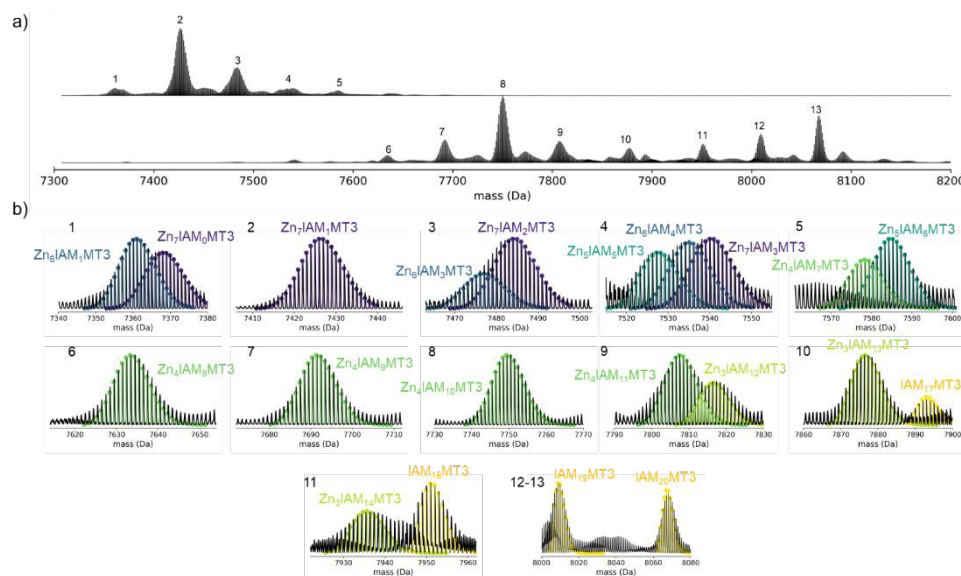 a)
1 2 3 4 5
6 7 8 9 10 11 12 13
7300 7400 7500 7600 7700 7800 7900 8000 8100 8200
mass (Da)
b)
1 Zn₆IAM₁MT3 Zn₇IAM₀MT3
7340 7350 7360 7370 7380
mass (Da)
2 Zn₇IAM₁MT3
7410 7420 7430 7440
mass (Da)
3 Zn₇IAM₂MT3
Zn₆IAM₃MT3
7470 7480 7490 7500
mass (Da)
4 Zn₆IAM₄MT3
Zn₅IAM₅MT3 Zn₇IAM₃MT3
7520 7530 7540 7550
mass (Da)
5 Zn₅IAM₆MT3
Zn₄IAM₇MT3
7570 7580 7590 7600
mass (Da)
6 Zn₄IAM₈MT3
7620 7630 7640 7650
mass (Da)
7 Zn₄IAM₉MT3
7680 7690 7700 7710
mass (Da)
8
Zn₄IAM₁₀MT3
7730 7740 7750 7760 7770
mass (Da)
9 Zn₃IAM₁₂MT3
Zn₄IAM₁₁MT3
7790 7800 7810 7820 7830
mass (Da)
10 Zn₃IAM₁₃MT3
IAM₁₇MT3
7860 7870 7880 7890 7900
mass (Da)
11 IAM₁₈MT3
Zn₃IAM₁₄MT3
7930 7940 7950 7960
mass (Da)
12-13 IAM₁₉MT3 IAM₂₀MT3
8000 8010 8020 8030 8040 8050 8060 8070 8080
mass (Da)